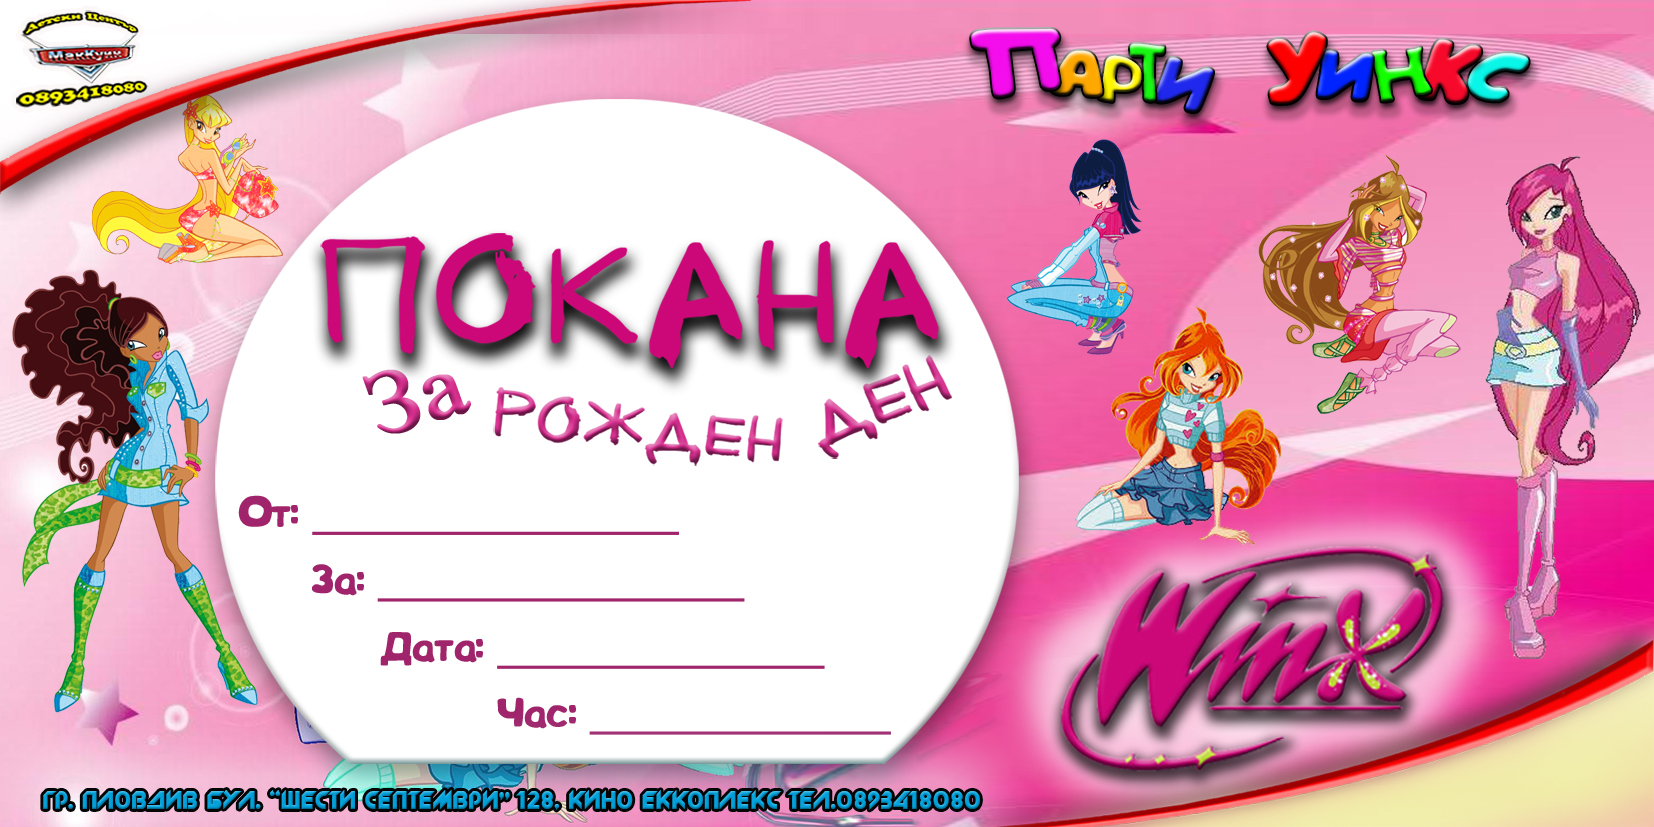 Детски Център
МакКуин
0893418080
Парти Уинкс
ПОКАНА
За РОЖДЕН ДЕН
От:
За:
Дата:
Час:
Winx
ГР. ПЛОВДИВ БУЛ. "ШЕСТИ СЕПТЕМВРИ" 128, КИНО ЕККОПЛЕКС ТЕЛ.0893418080